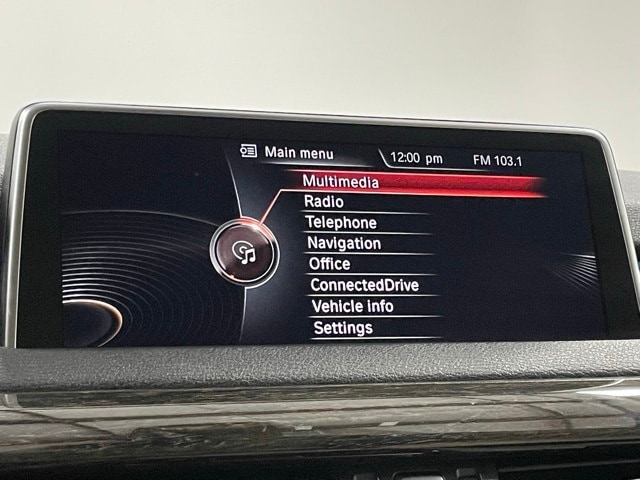 Main menu 12:00 pm FM 103.1
Multimedia
Radio
Telephone
Navigation
Office
ConnectedDrive
Vehicle info
Settings